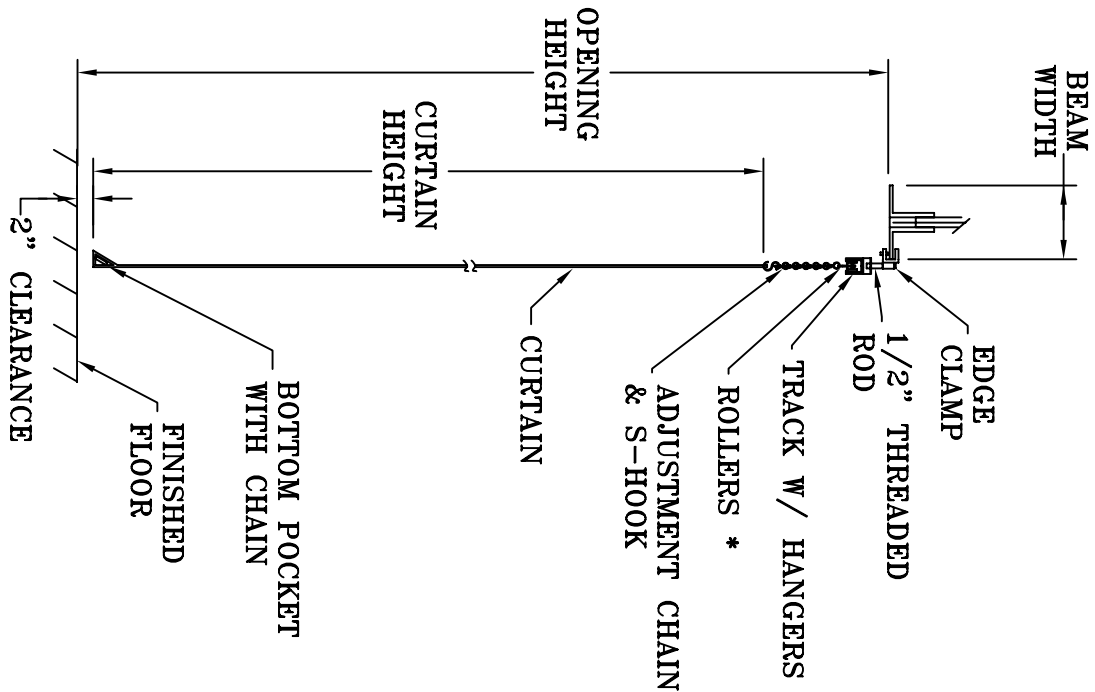 BEAM
WIDTH
OPENING
HEIGHT
CURTAIN
HEIGHT
EDGE
CLAMP
1/2" THREADED
ROD
TRACK W/ HANGERS
ROLLERS *
ADJUSTMENT CHAIN
& S-HOOK
CURTAIN
BOTTOM POCKET
WITH CHAIN
FINISHED
FLOOR
2" CLEARANCE